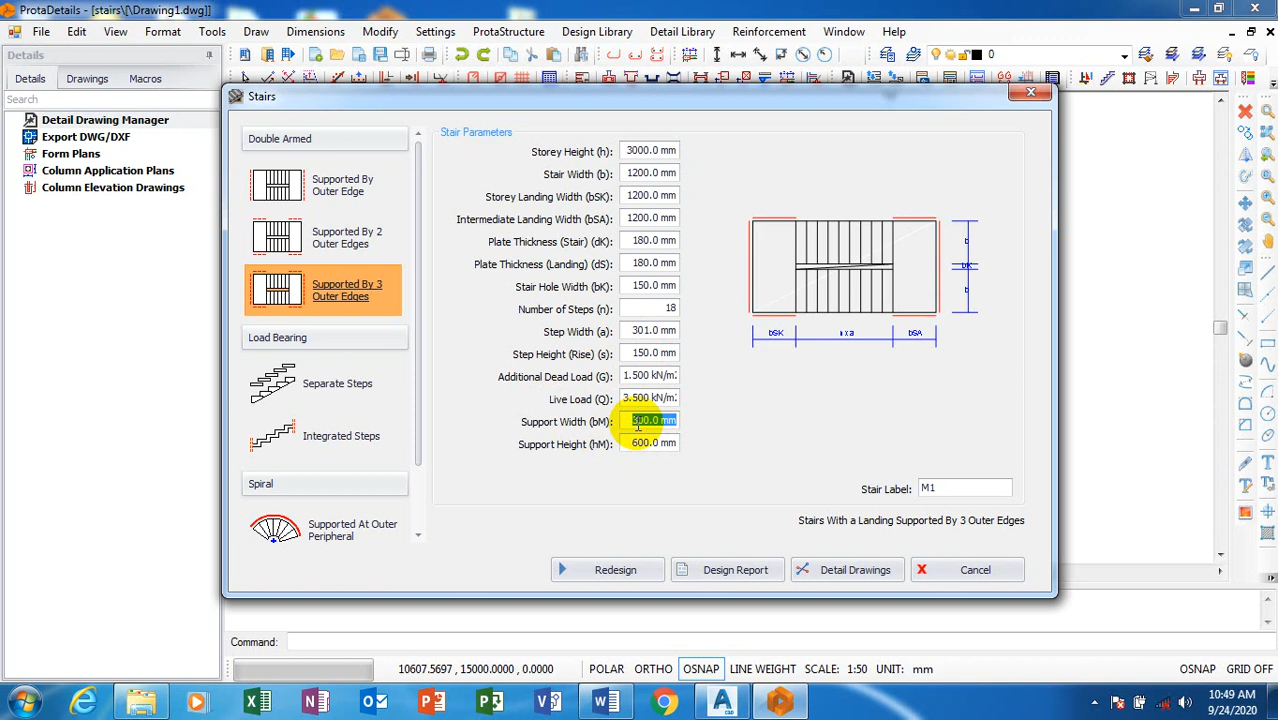 ProtaDetails - [stairs\[\Drawing1.dwg]]
File Edit View Format Tools Draw Dimensions Modify Settings ProtaStructure Design Library Detail Library Reinforcement Window Help
Details
0
Details Drawings Macros
Search
Detail Drawing Manager
Export DWG/DXF
Form Plans
Column Application Plans
Column Elevation Drawings
Stairs
Double Armed
Supported By
Outer Edge
Supported By 2
Outer Edges
Supported By 3
Outer Edges
Load Bearing
Separate Steps
Integrated Steps
Spiral
Supported At Outer
Peripheral
Stair Parameters
Storey Height (h): 3000.0 mm
Stair Width (b): 1200.0 mm
Storey Landing Width (bSK): 1200.0 mm
Intermediate Landing Width (bSA): 1200.0 mm
Plate Thickness (Stair) (dK): 180.0 mm
Plate Thickness (Landing) (dS): 180.0 mm
Stair Hole Width (bK): 150.0 mm
Number of Steps (n): 18
Step Width (a): 301.0 mm
Step Height (Rise) (s): 150.0 mm
Additional Dead Load (G): 1.500 kN/m²
Live Load (Q): 3.500 kN/m²
Support Width (bM): 300.0 mm
Support Height (hM): 600.0 mm
b
bK
b
bSK n x a bSA
Stair Label: M1
Stairs With a Landing Supported By 3 Outer Edges
Redesign Design Report Detail Drawings Cancel
Command:
10607.5697 , 15000.0000 , 0.0000 POLAR ORTHO OSNAP LINE WEIGHT SCALE: 1:50 UNIT: mm OSNAP GRID OFF
10:49 AM
9/24/2020